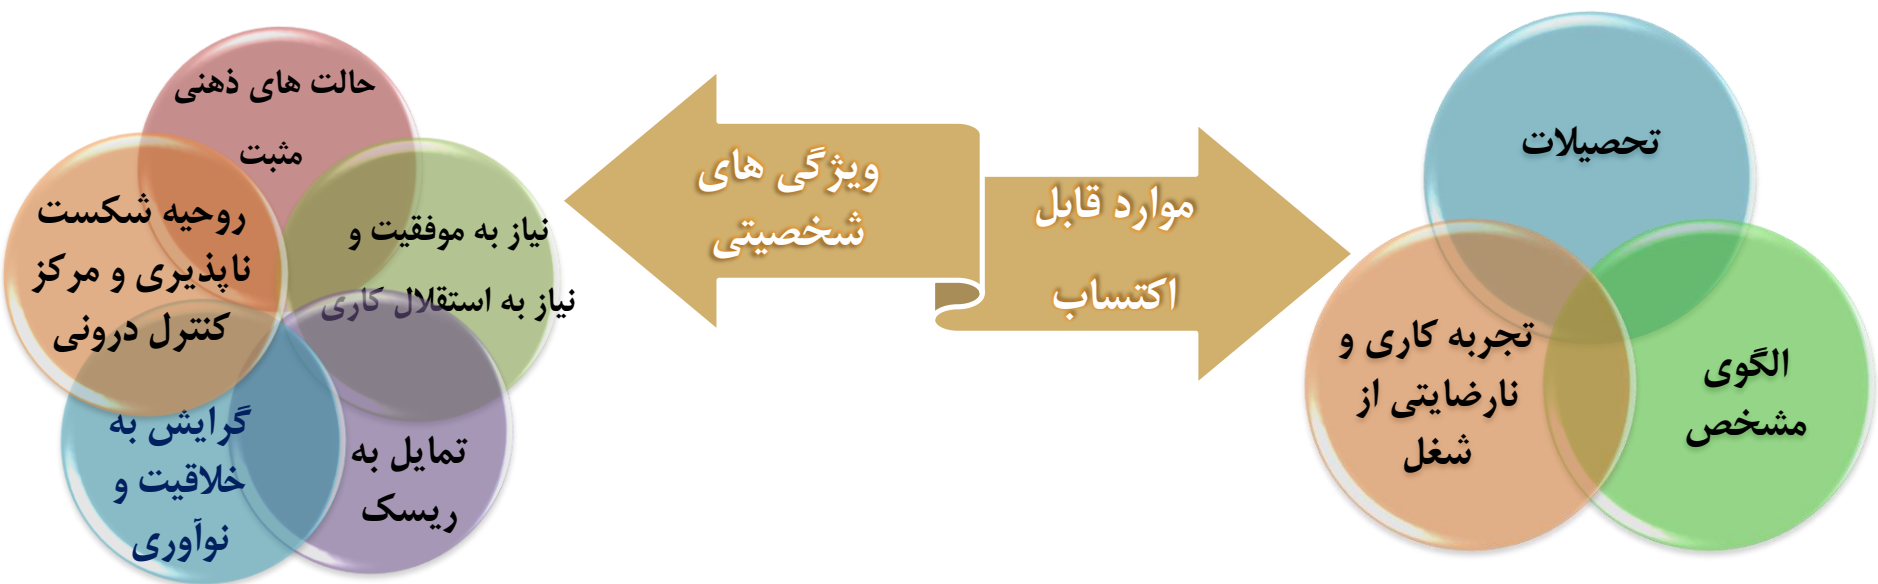 تحصیلات
الگوی
مشخص
تجربه کاری و
نارضایتی از
شغل
موارد قابل
اکتساب
ویژگی های
شخصیتی
حالت های ذهنی
مثبت
نیاز به موفقیت و
نیاز به استقلال کاری
تمایل به
ریسک
گرایش به
خلاقیت و
نوآوری
روحیه شکست
ناپذیری و مرکز
کنترل درونی